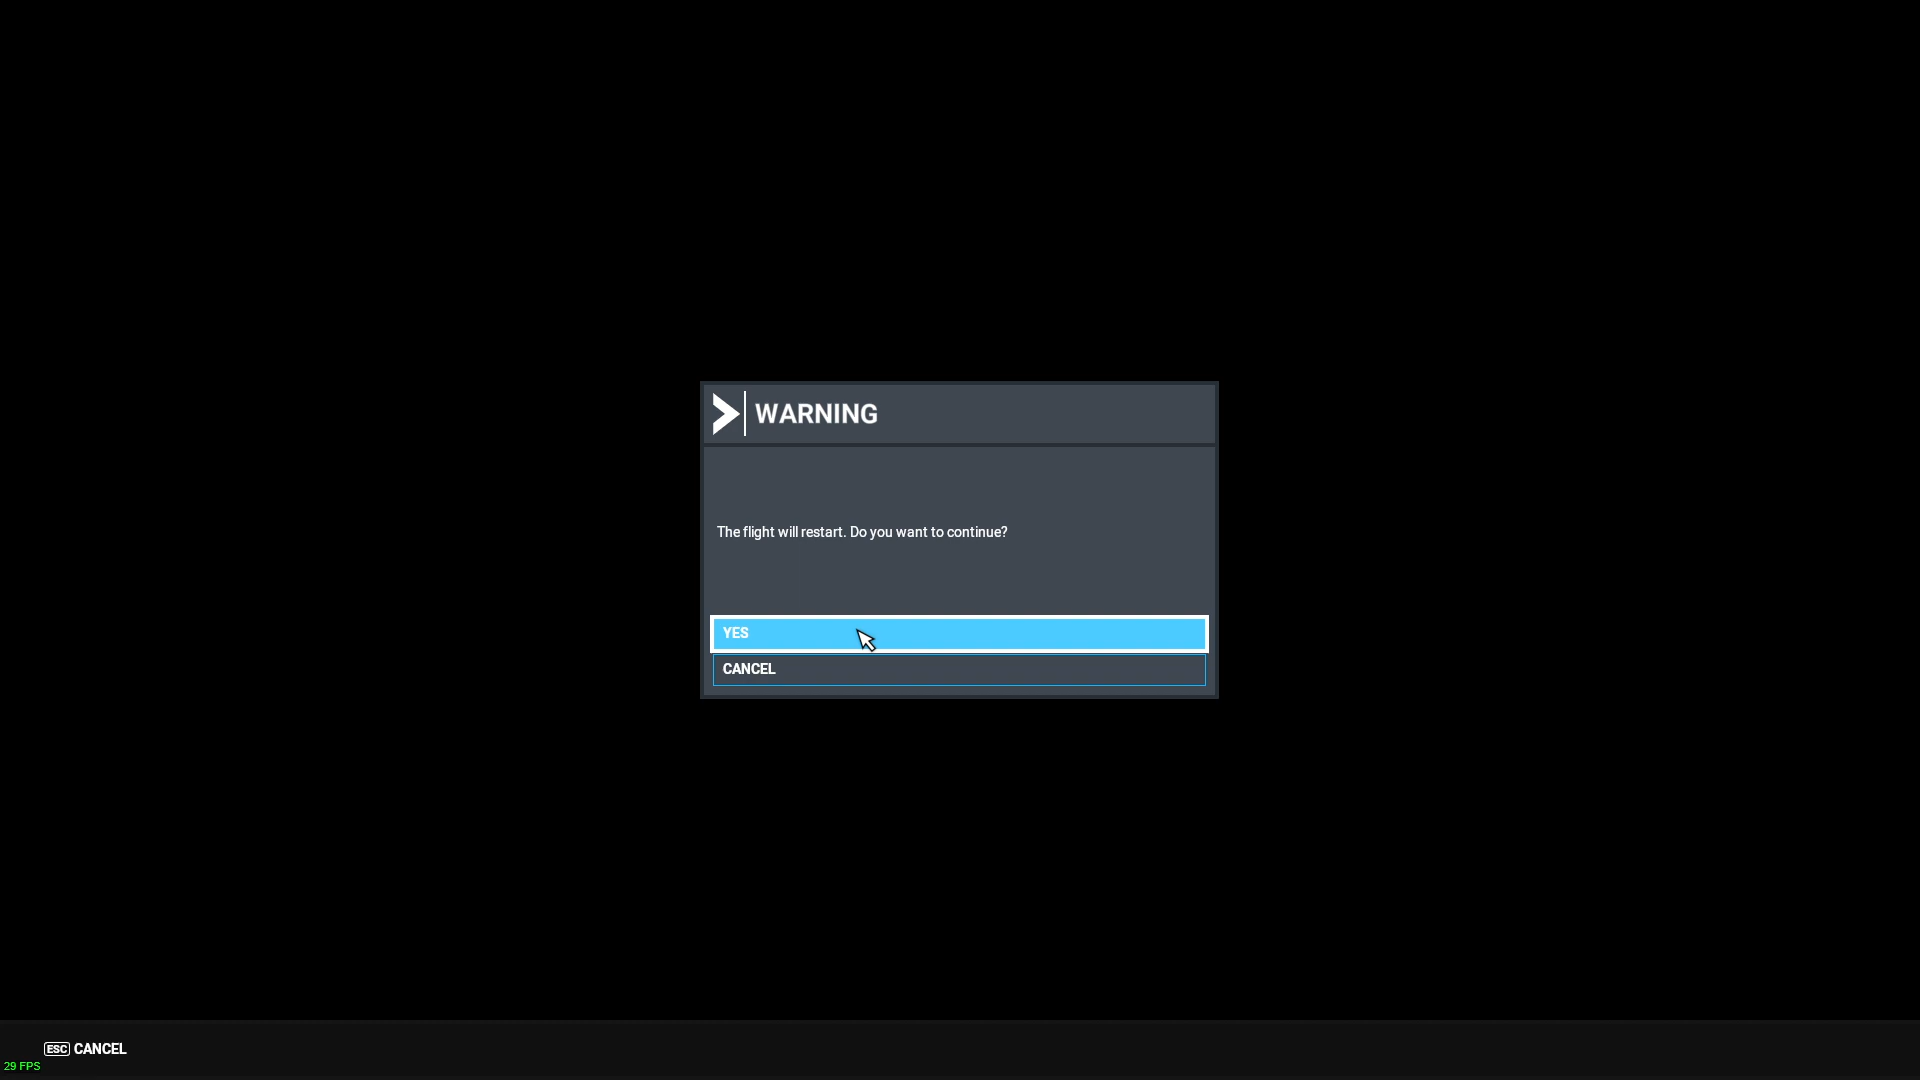 WARNING
The flight will restart. Do you want to continue?
YES
CANCEL
ESC CANCEL
29 FPS